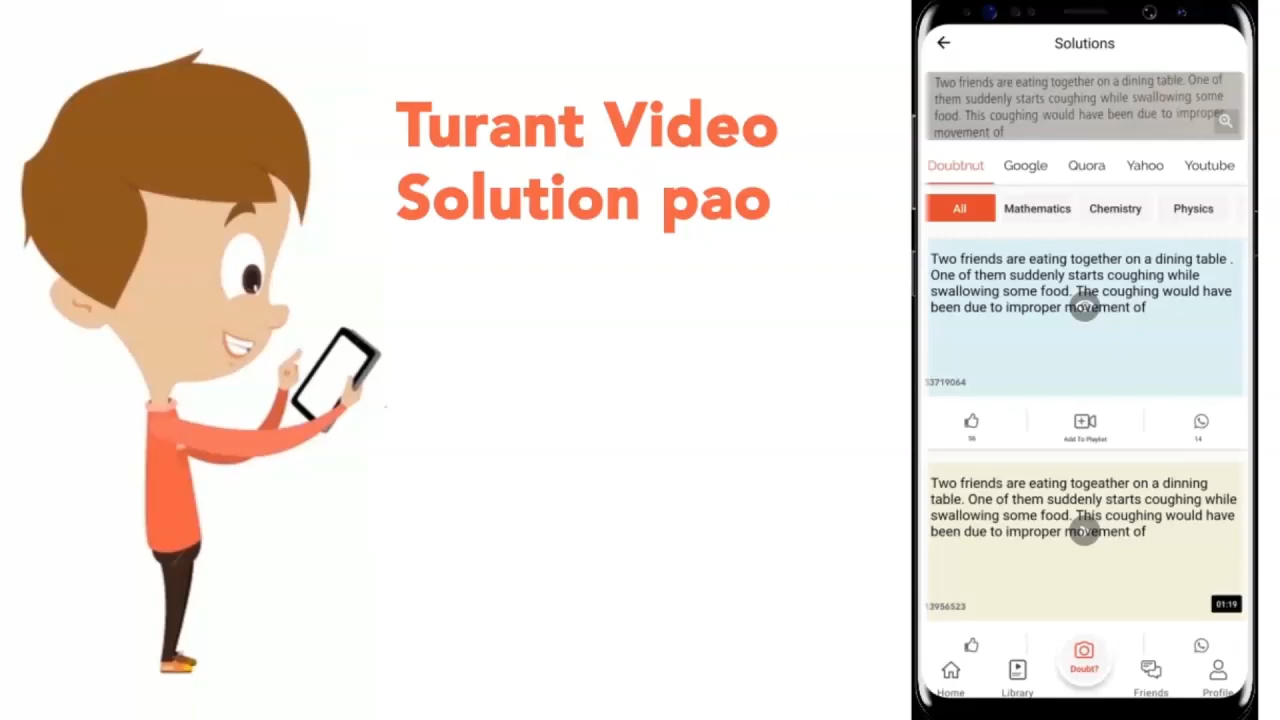 Turant Video
Solution pao
Solutions
Two friends are eating together on a dining table. One of
them suddenly starts coughing while swallowing some
food. This coughing would have been due to improper
movement of
Doubtnut Google Quora Yahoo Youtube
All Mathematics Chemistry Physics
Two friends are eating together on a dining table .
One of them suddenly starts coughing while
swallowing some food. The coughing would have
been due to improper movement of
53719064
56 Add To Playlist 14
Two friends are eating togeather on a dinning
table. One of them suddenly starts coughing while
swallowing some food. This coughing would have
been due to improper movement of
13956523
01:19
Doubt?
Home Library Friends Profile